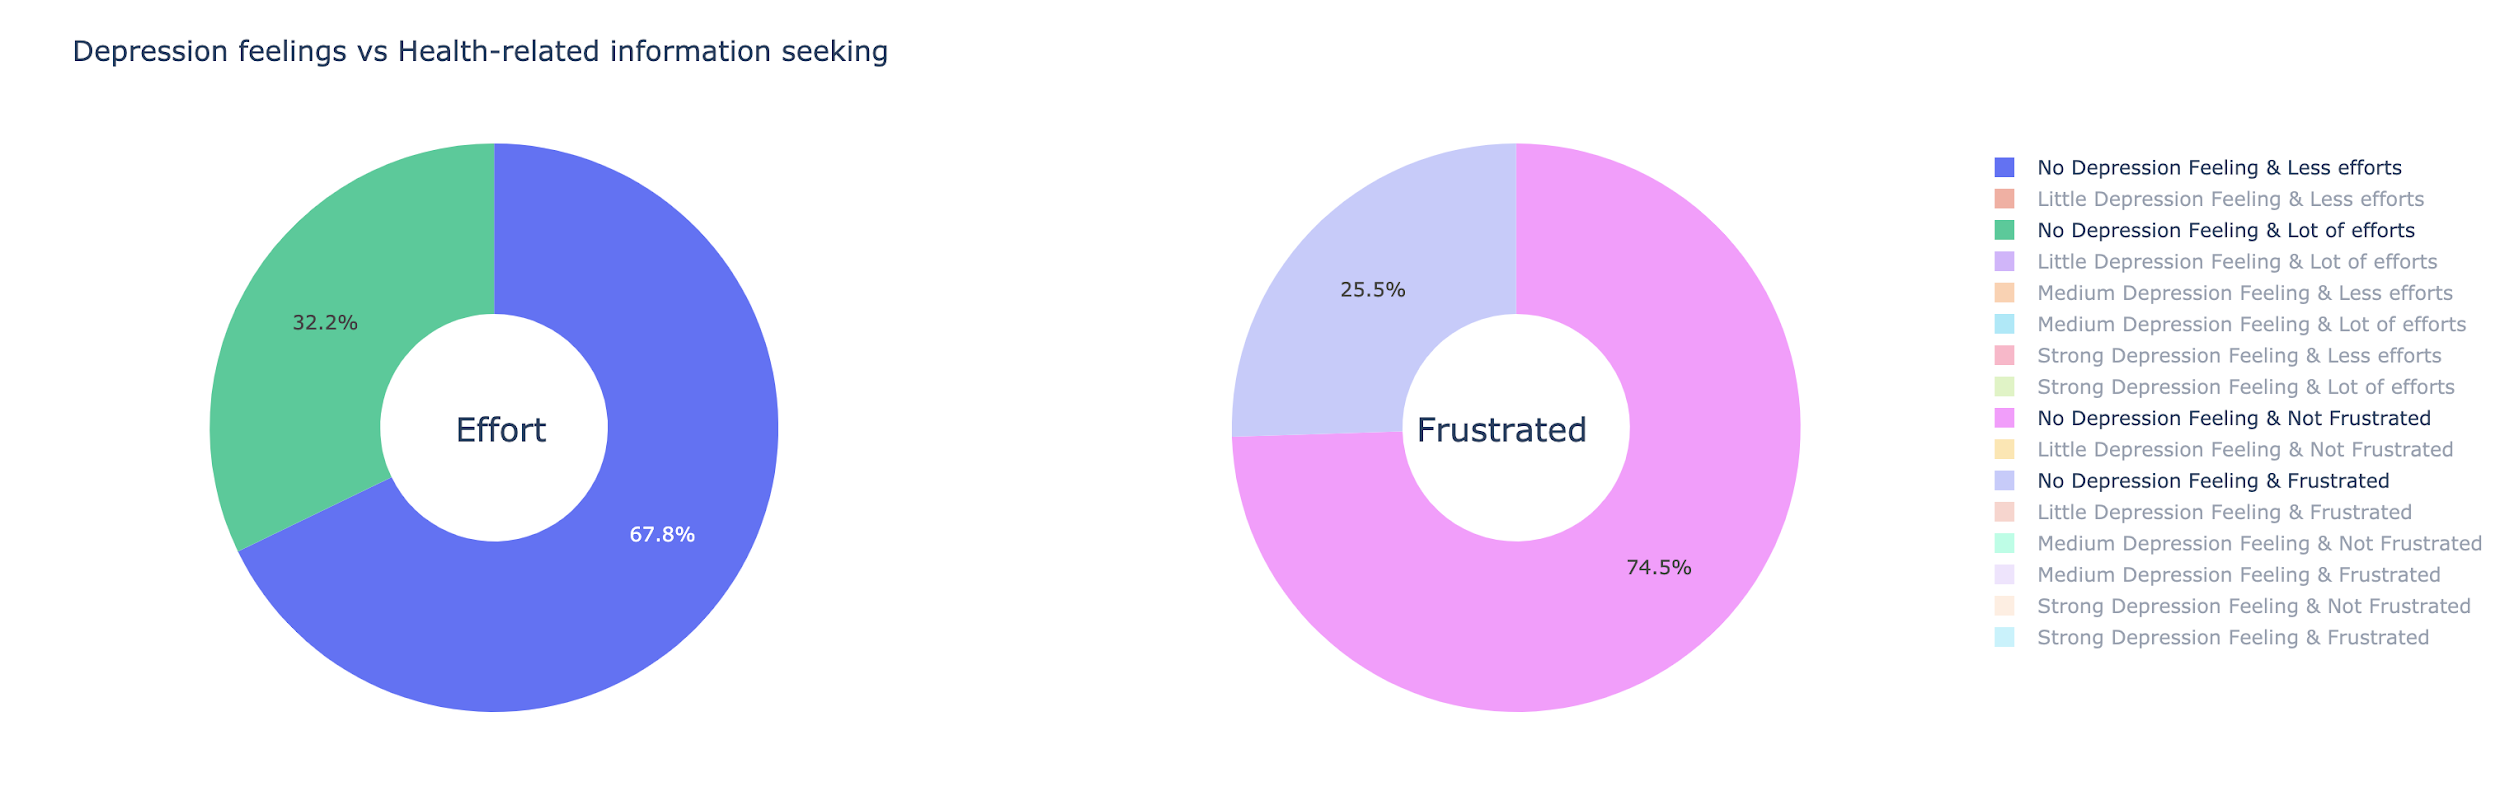 Depression feelings vs Health-related information seeking
32.2%
Effort
67.8%
25.5%
Frustrated
74.5%
No Depression Feeling & Less efforts
Little Depression Feeling & Less efforts
No Depression Feeling & Lot of efforts
Little Depression Feeling & Lot of efforts
Medium Depression Feeling & Less efforts
Medium Depression Feeling & Lot of efforts
Strong Depression Feeling & Less efforts
Strong Depression Feeling & Lot of efforts
No Depression Feeling & Not Frustrated
Little Depression Feeling & Not Frustrated
No Depression Feeling & Frustrated
Little Depression Feeling & Frustrated
Medium Depression Feeling & Not Frustrated
Medium Depression Feeling & Frustrated
Strong Depression Feeling & Not Frustrated
Strong Depression Feeling & Frustrated